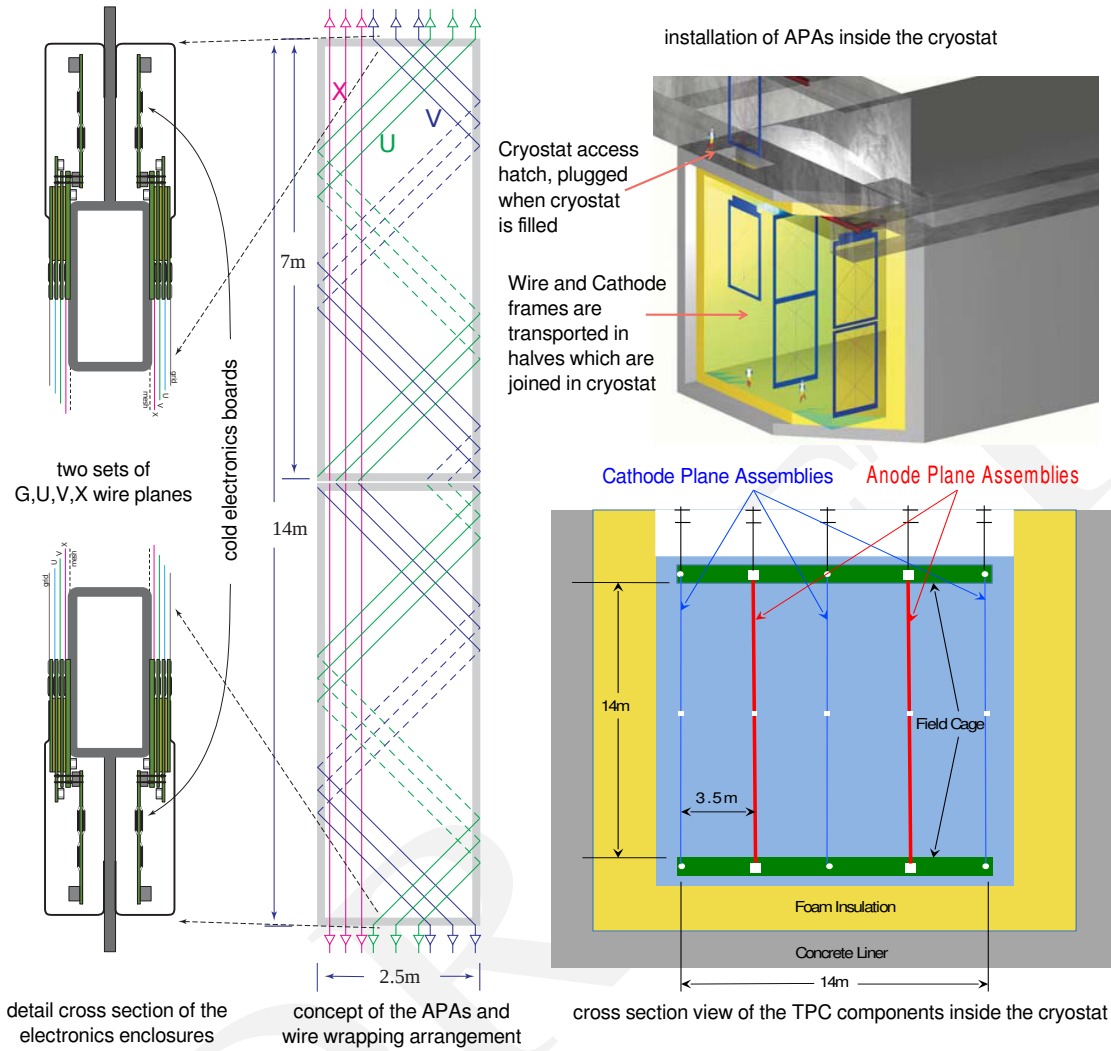 installation of APAs inside the cryostat
Cryostat access
hatch, plugged
when cryostat
is filled
Wire and Cathode
frames are
transported in
halves which are
joined in cryostat
X
U
V
7m
14m
2.5m
cold electronics boards
grid
U
V
X
mesh
two sets of
G,U,V,X wire planes
grid
U
V
X
mesh
detail cross section of the
electronics enclosures
concept of the APAs and
wire wrapping arrangement
Cathode Plane Assemblies
Anode Plane Assemblies
14m
Field Cage
3.5m
Foam Insulation
Concrete Liner
14m
cross section view of the TPC components inside the cryostat